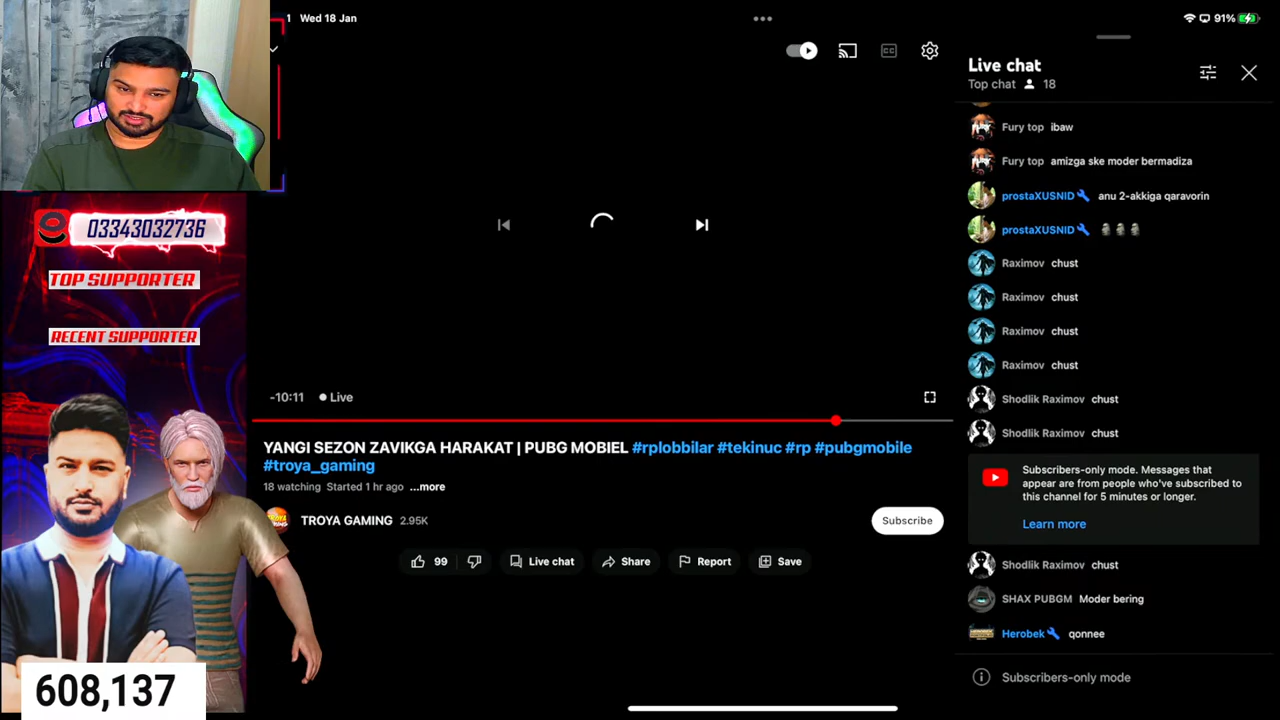 1 Wed 18 Jan
91%
03343032736
TOP SUPPORTER
RECENT SUPPORTER
608,137
CC
-10:11 Live
YANGI SEZON ZAVIKGA HARAKAT | PUBG MOBIEL #rplobbilar #tekinuc #rp #pubgmobile
#troya_gaming
18 watching Started 1 hr ago ...more
TROYA GAMING 2.95K
Subscribe
99 Live chat Share Report Save
Live chat
Top chat 18
Fury top ibaw
Fury top amizga ske moder bermadiza
prostaXUSNID anu 2-akkiga qaravorin
prostaXUSNID 🗿🗿🗿
Raximov chust
Raximov chust
Raximov chust
Raximov chust
Shodlik Raximov chust
Shodlik Raximov chust
Subscribers-only mode. Messages that
appear are from people who've subscribed to
this channel for 5 minutes or longer.
Learn more
Shodlik Raximov chust
SHAX PUBGM Moder bering
Herobek qonnee
Subscribers-only mode